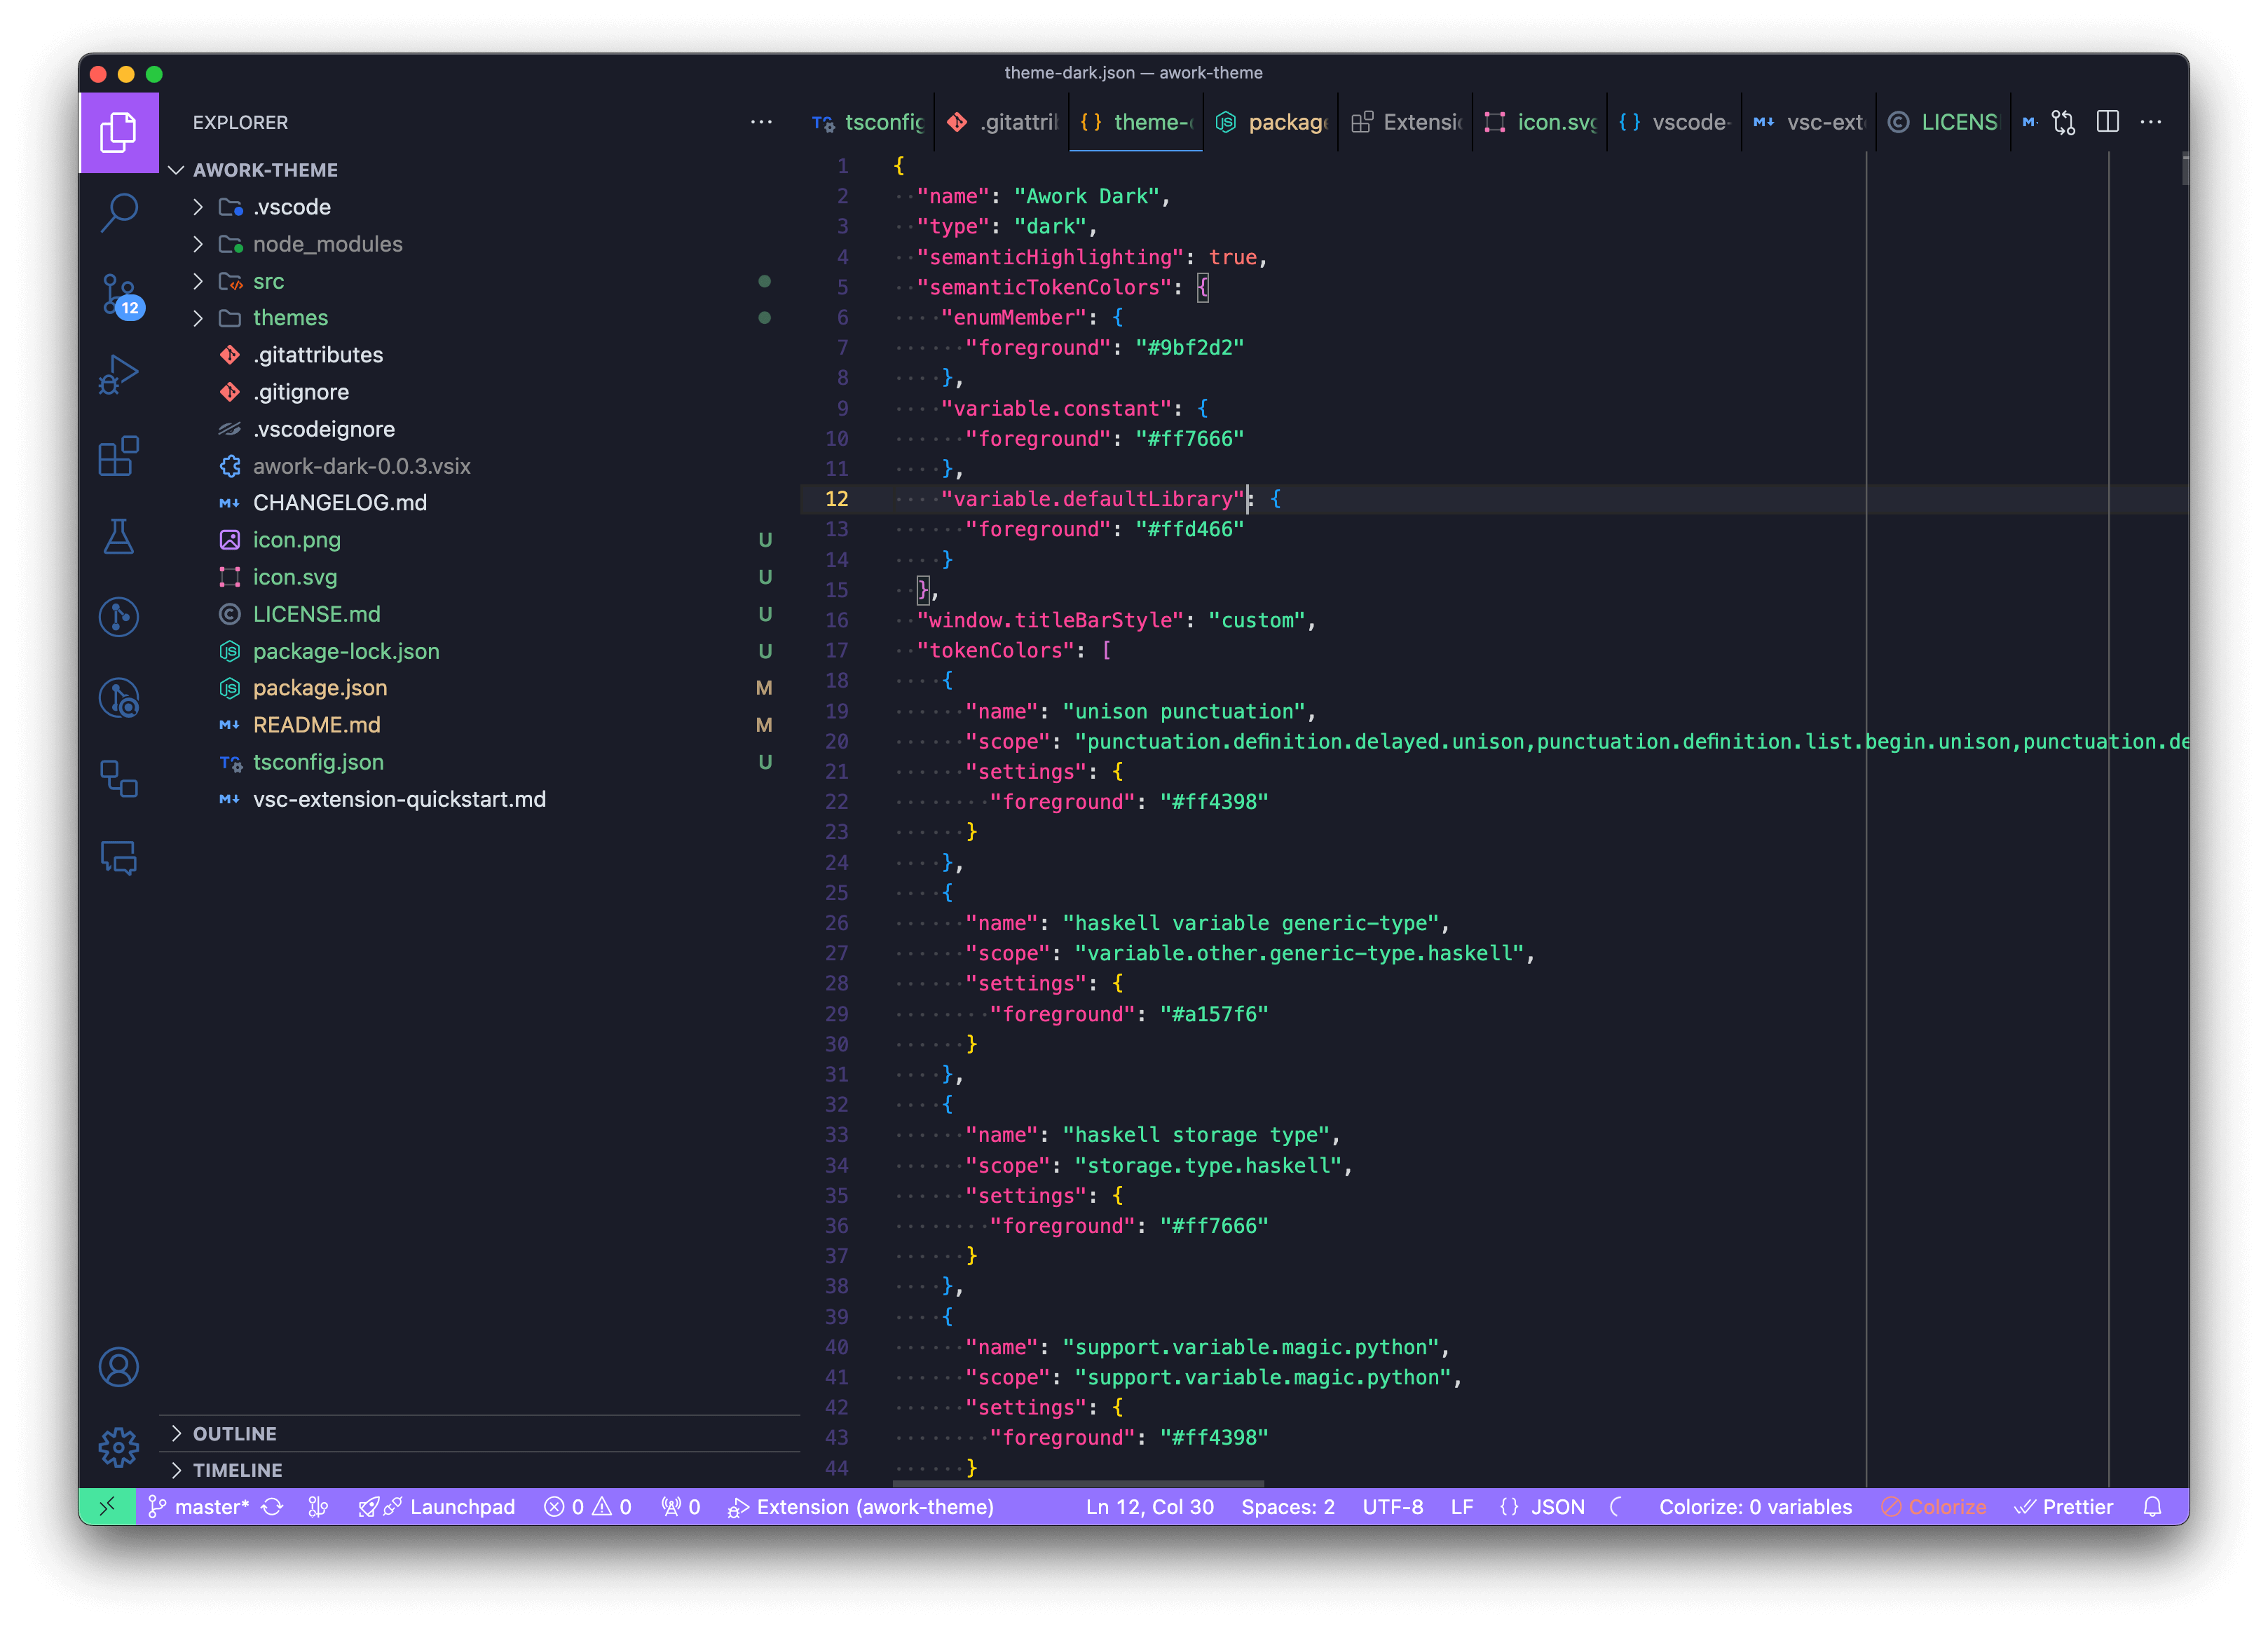 theme-dark.json — awork-theme
EXPLORER
AWORK-THEME
.vscode
node_modules
src
themes
.gitattributes
.gitignore
.vscodeignore
awork-dark-0.0.3.vsix
CHANGELOG.md
icon.png U
icon.svg U
LICENSE.md U
package-lock.json U
package.json M
README.md M
tsconfig.json U
vsc-extension-quickstart.md
OUTLINE
TIMELINE
12
tsconfig .gitattri theme- package Extensi icon.svg vscode- vsc-ext LICENS
1 {
2 "name": "Awork Dark",
3 "type": "dark",
4 "semanticHighlighting": true,
5 "semanticTokenColors": {
6 "enumMember": {
7 "foreground": "#9bf2d2"
8 },
9 "variable.constant": {
10 "foreground": "#ff7666"
11 },
12 "variable.defaultLibrary": {
13 "foreground": "#ffd466"
14 }
15 },
16 "window.titleBarStyle": "custom",
17 "tokenColors": [
18 {
19 "name": "unison punctuation",
20 "scope": "punctuation.definition.delayed.unison,punctuation.definition.list.begin.unison,punctuation.de
21 "settings": {
22 "foreground": "#ff4398"
23 }
24 },
25 {
26 "name": "haskell variable generic-type",
27 "scope": "variable.other.generic-type.haskell",
28 "settings": {
29 "foreground": "#a157f6"
30 }
31 },
32 {
33 "name": "haskell storage type",
34 "scope": "storage.type.haskell",
35 "settings": {
36 "foreground": "#ff7666"
37 }
38 },
39 {
40 "name": "support.variable.magic.python",
41 "scope": "support.variable.magic.python",
42 "settings": {
43 "foreground": "#ff4398"
44 }
master* Launchpad 0 0 0 Extension (awork-theme) Ln 12, Col 30 Spaces: 2 UTF-8 LF {} JSON Colorize: 0 variables Colorize Prettier